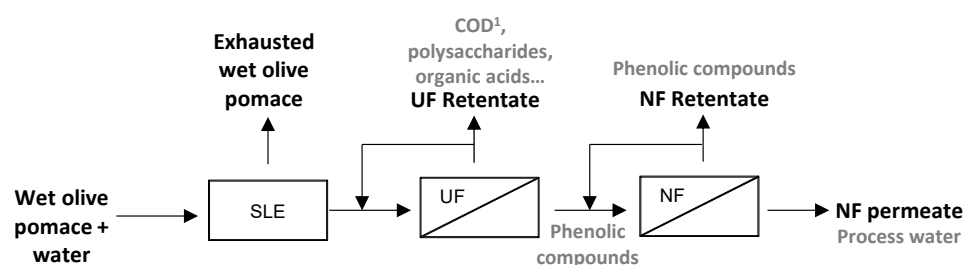 Exhausted
wet olive
pomace
COD¹,
polysaccharides,
organic acids...
UF Retentate
Phenolic compounds
NF Retentate
Wet olive
pomace +
water
SLE
UF
Phenolic
compounds
NF
NF permeate
Process water